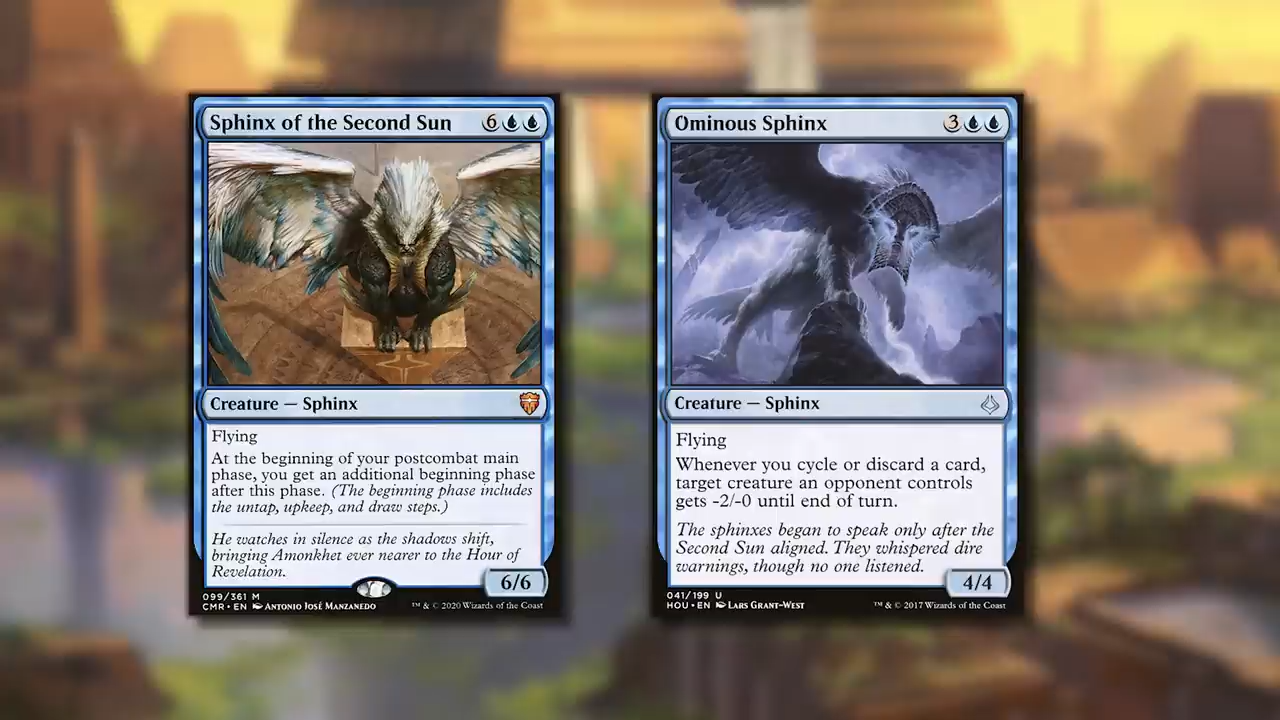 Sphinx of the Second Sun 6
Creature — Sphinx
Flying
At the beginning of your postcombat main
phase, you get an additional beginning phase
after this phase. (The beginning phase includes
the untap, upkeep, and draw steps.)
He watches in silence as the shadows shift,
bringing Amonkhet ever nearer to the Hour of
Revelation.
6/6
099/361 M
CMR • EN Antonio José Manzanedo
™ & © 2020 Wizards of the Coast
Ominous Sphinx 3
Creature — Sphinx
Flying
Whenever you cycle or discard a card,
target creature an opponent controls
gets -2/-0 until end of turn.
The sphinxes began to speak only after the
Second Sun aligned. They whispered dire
warnings, though no one listened.
4/4
041/199 U
HOU • EN Lars Grant-West
™ & © 2017 Wizards of the Coast